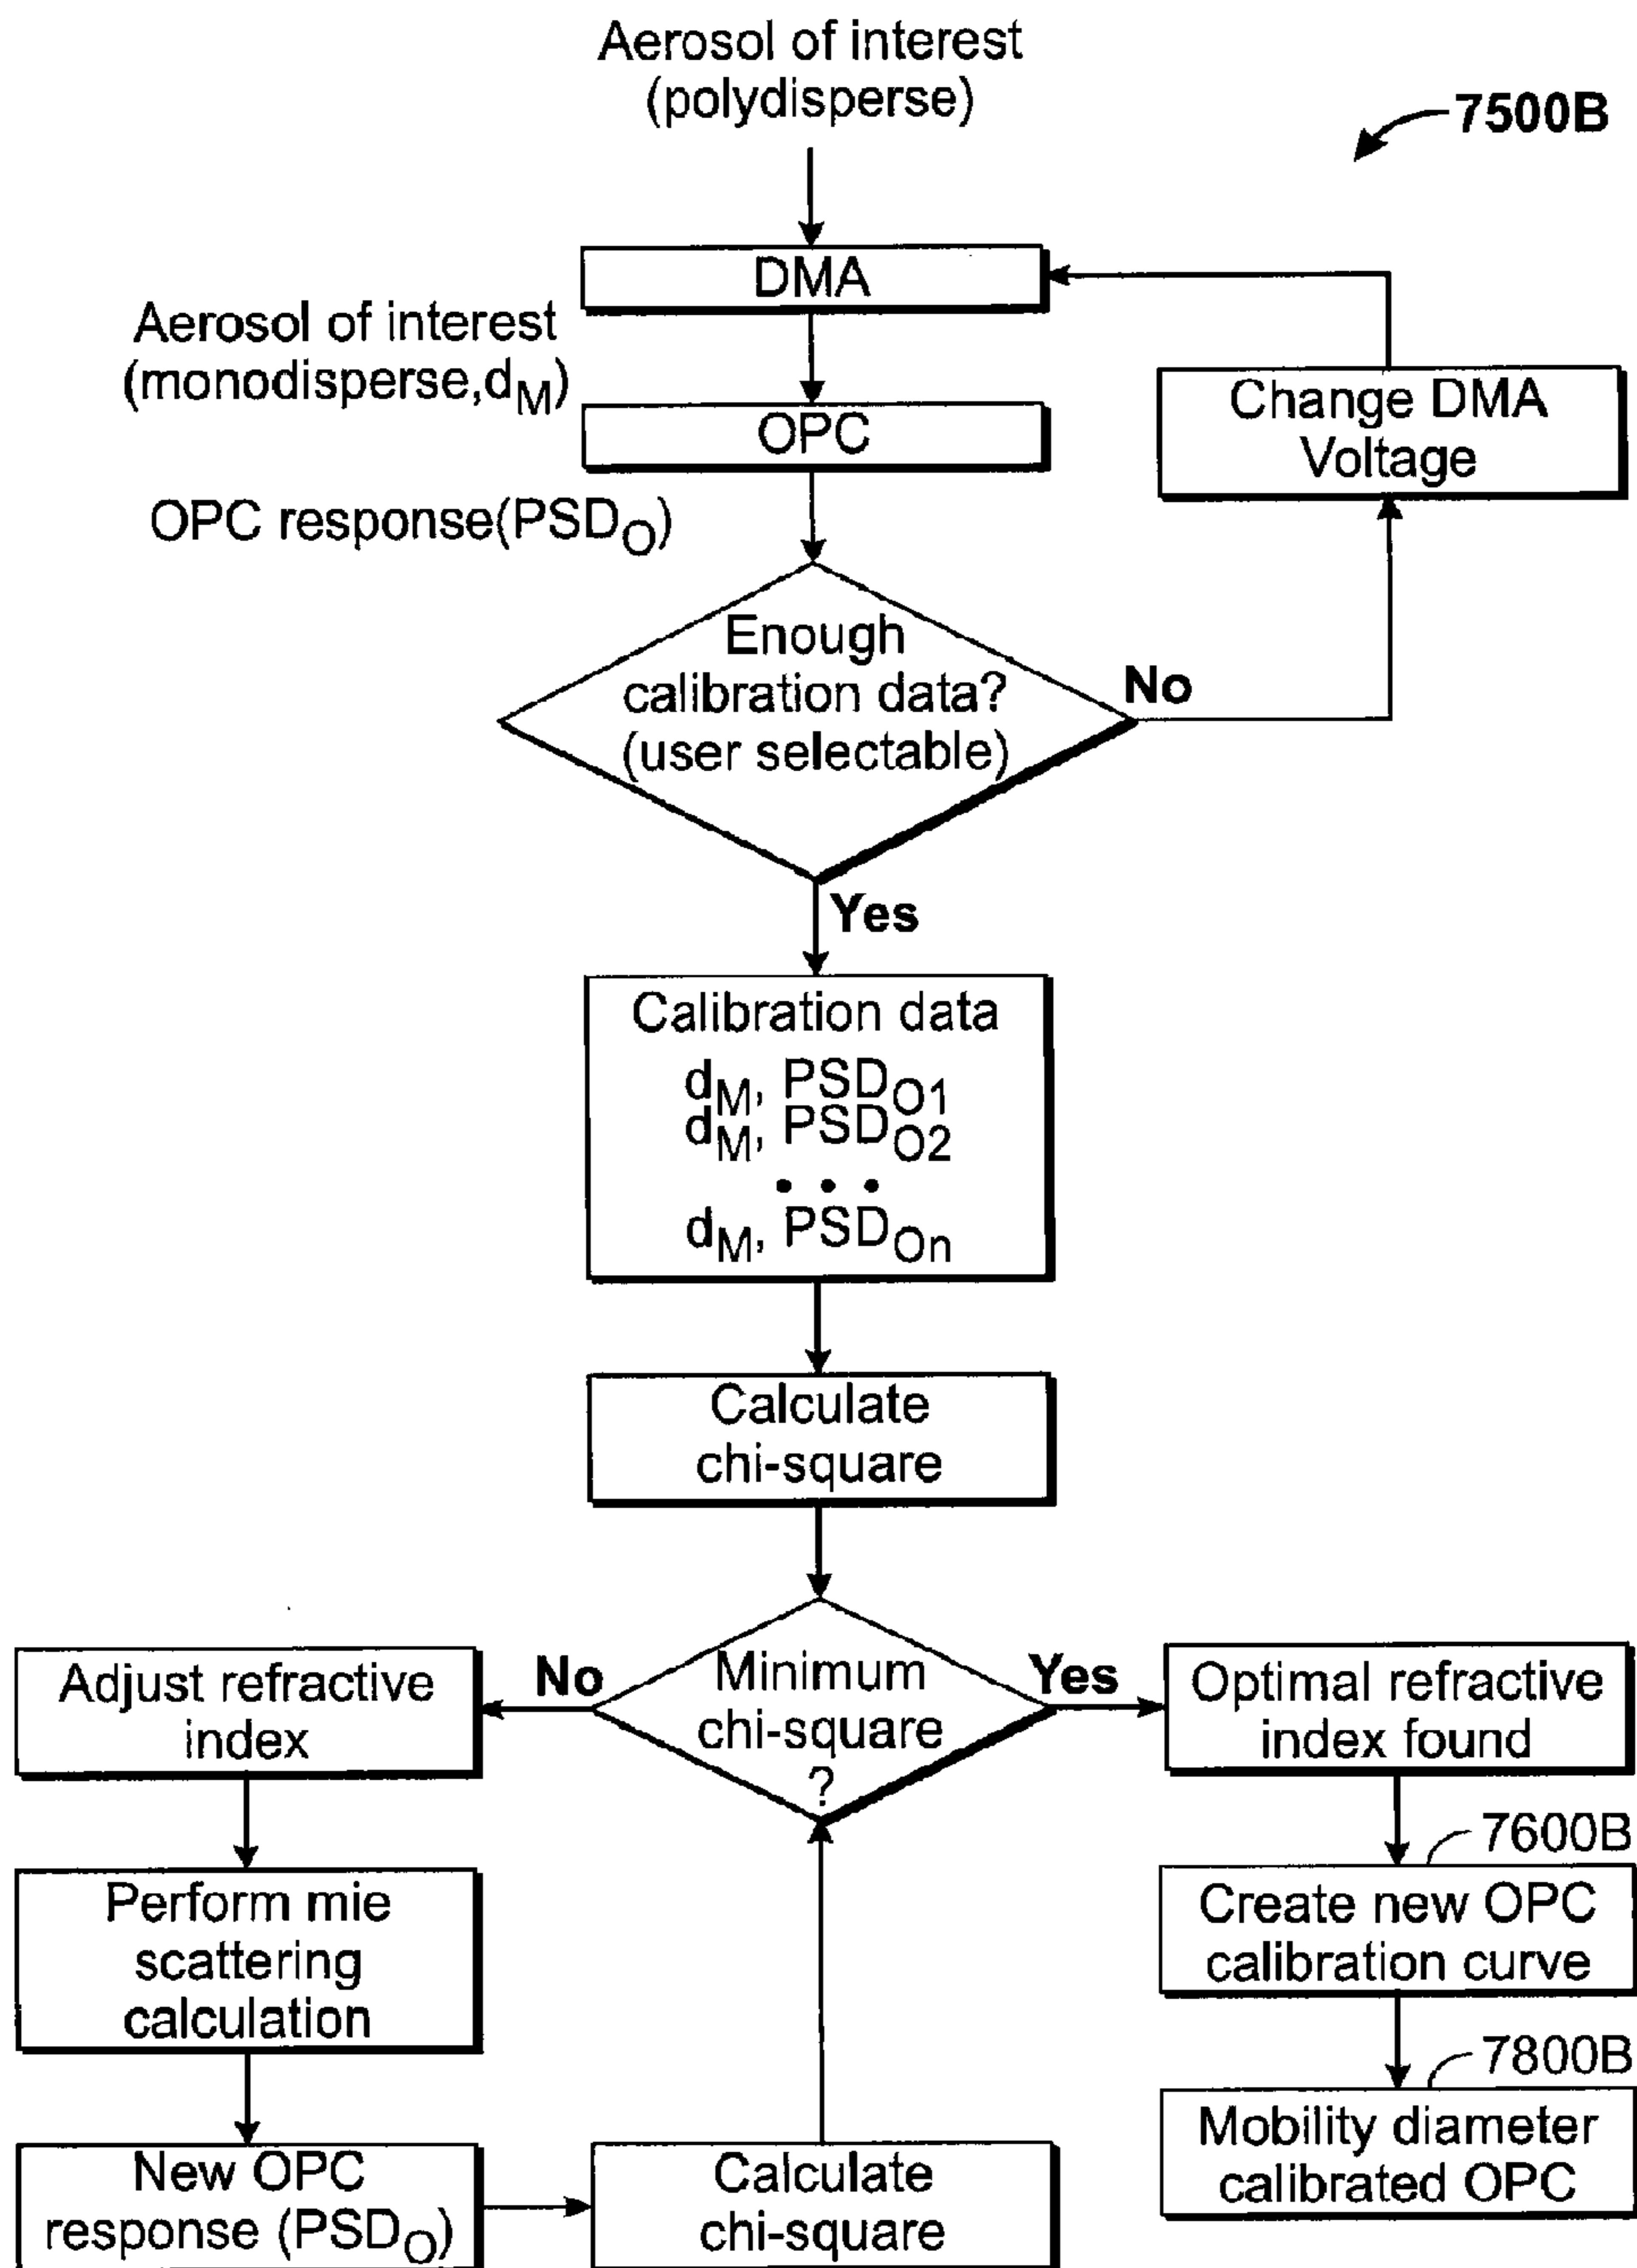 Aerosol of interest
(polydisperse)
7500B
DMA
Aerosol of interest
(monodisperse,dM)
Change DMA
Voltage
OPC
OPC response(PSDO)
Enough
calibration data?
(user selectable)
No
Yes
Calibration data
dM, PSDO1
dM, PSDO2
• • •
dM, PSDOn
Calculate
chi-square
Minimum
chi-square
?
No
Yes
Adjust refractive
index
Optimal refractive
index found
Perform mie
scattering
calculation
7600B
Create new OPC
calibration curve
New OPC
response (PSDO)
Calculate
chi-square
7800B
Mobility diameter
calibrated OPC